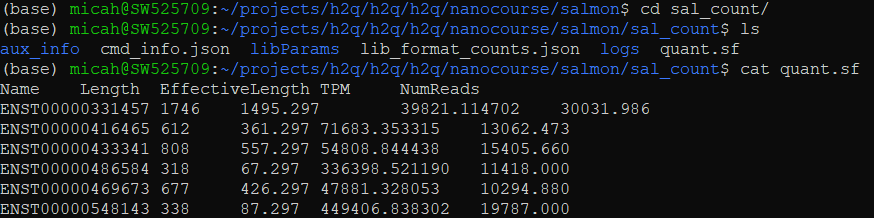 (base) micah@SW525709:~/projects/h2q/h2q/h2q/nanocourse/salmon$ cd sal_count/
(base) micah@SW525709:~/projects/h2q/h2q/h2q/nanocourse/salmon/sal_count$ ls
aux_info  cmd_info.json  libParams  lib_format_counts.json  logs  quant.sf
(base) micah@SW525709:~/projects/h2q/h2q/h2q/nanocourse/salmon/sal_count$ cat quant.sf
Name    Length  EffectiveLength TPM     NumReads
ENST00000331457 1746    1495.297        39821.114702    30031.986
ENST00000416465 612     361.297 71683.353315    13062.473
ENST00000433341 808     557.297 54808.844438    15405.660
ENST00000486584 318     67.297  336398.521190   11418.000
ENST00000469673 677     426.297 47881.328053    10294.880
ENST00000548143 338     87.297  449406.838302   19787.000